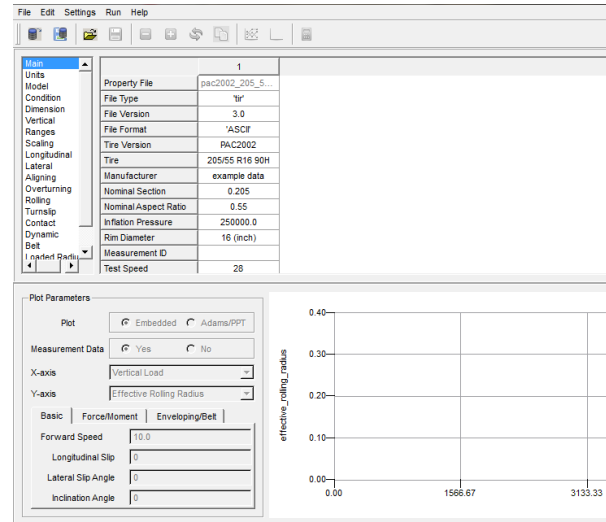 File Edit Settings Run Help
Main
Units
Model
Condition
Dimension
Vertical
Ranges
Scaling
Longitudinal
Lateral
Aligning
Overturning
Rolling
Turnslip
Contact
Dynamic
Belt
Loaded Radiu
1
Property File pac2002_205_5...
File Type 'tir'
File Version 3.0
File Format 'ASCII'
Tire Version PAC2002
Tire 205/55 R16 90H
Manufacturer example data
Nominal Section 0.205
Nominal Aspect Ratio 0.55
Inflation Pressure 250000.0
Rim Diameter 16 (inch)
Measurement ID
Test Speed 28
Plot Parameters
Plot Embedded Adams/PPT
Measurement Data Yes No
X-axis Vertical Load
Y-axis Effective Rolling Radius
Basic Force/Moment Enveloping/Belt
Forward Speed 10.0
Longitudinal Slip 0
Lateral Slip Angle 0
Inclination Angle 0
effective_rolling_radius
0.40
0.30
0.20
0.10
0.00
0.00 1566.67 3133.33